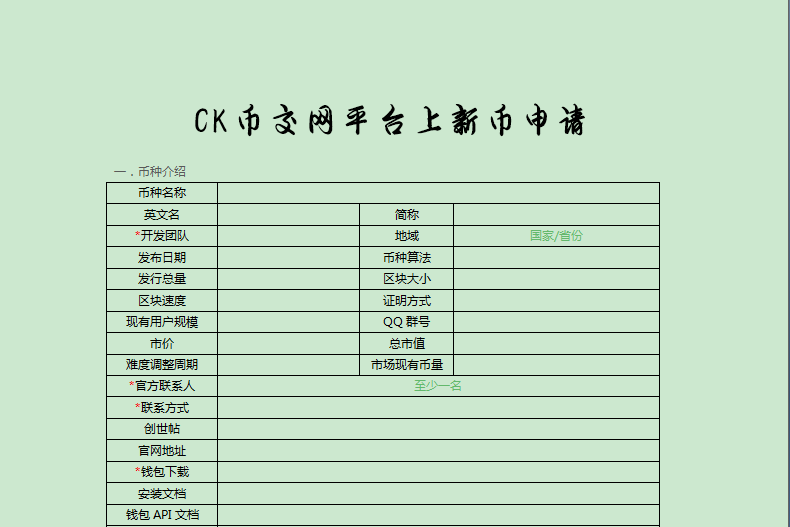 CK币交网平台上新币申请
一．币种介绍
币种名称
英文名 简称
*开发团队 地域 国家/省份
发布日期 币种算法
发行总量 区块大小
区块速度 证明方式
现有用户规模 QQ 群号
市价 总市值
难度调整周期 市场现有币量
*官方联系人 至少一名
*联系方式
创世帖
官网地址
*钱包下载
安装文档
钱包 API 文档